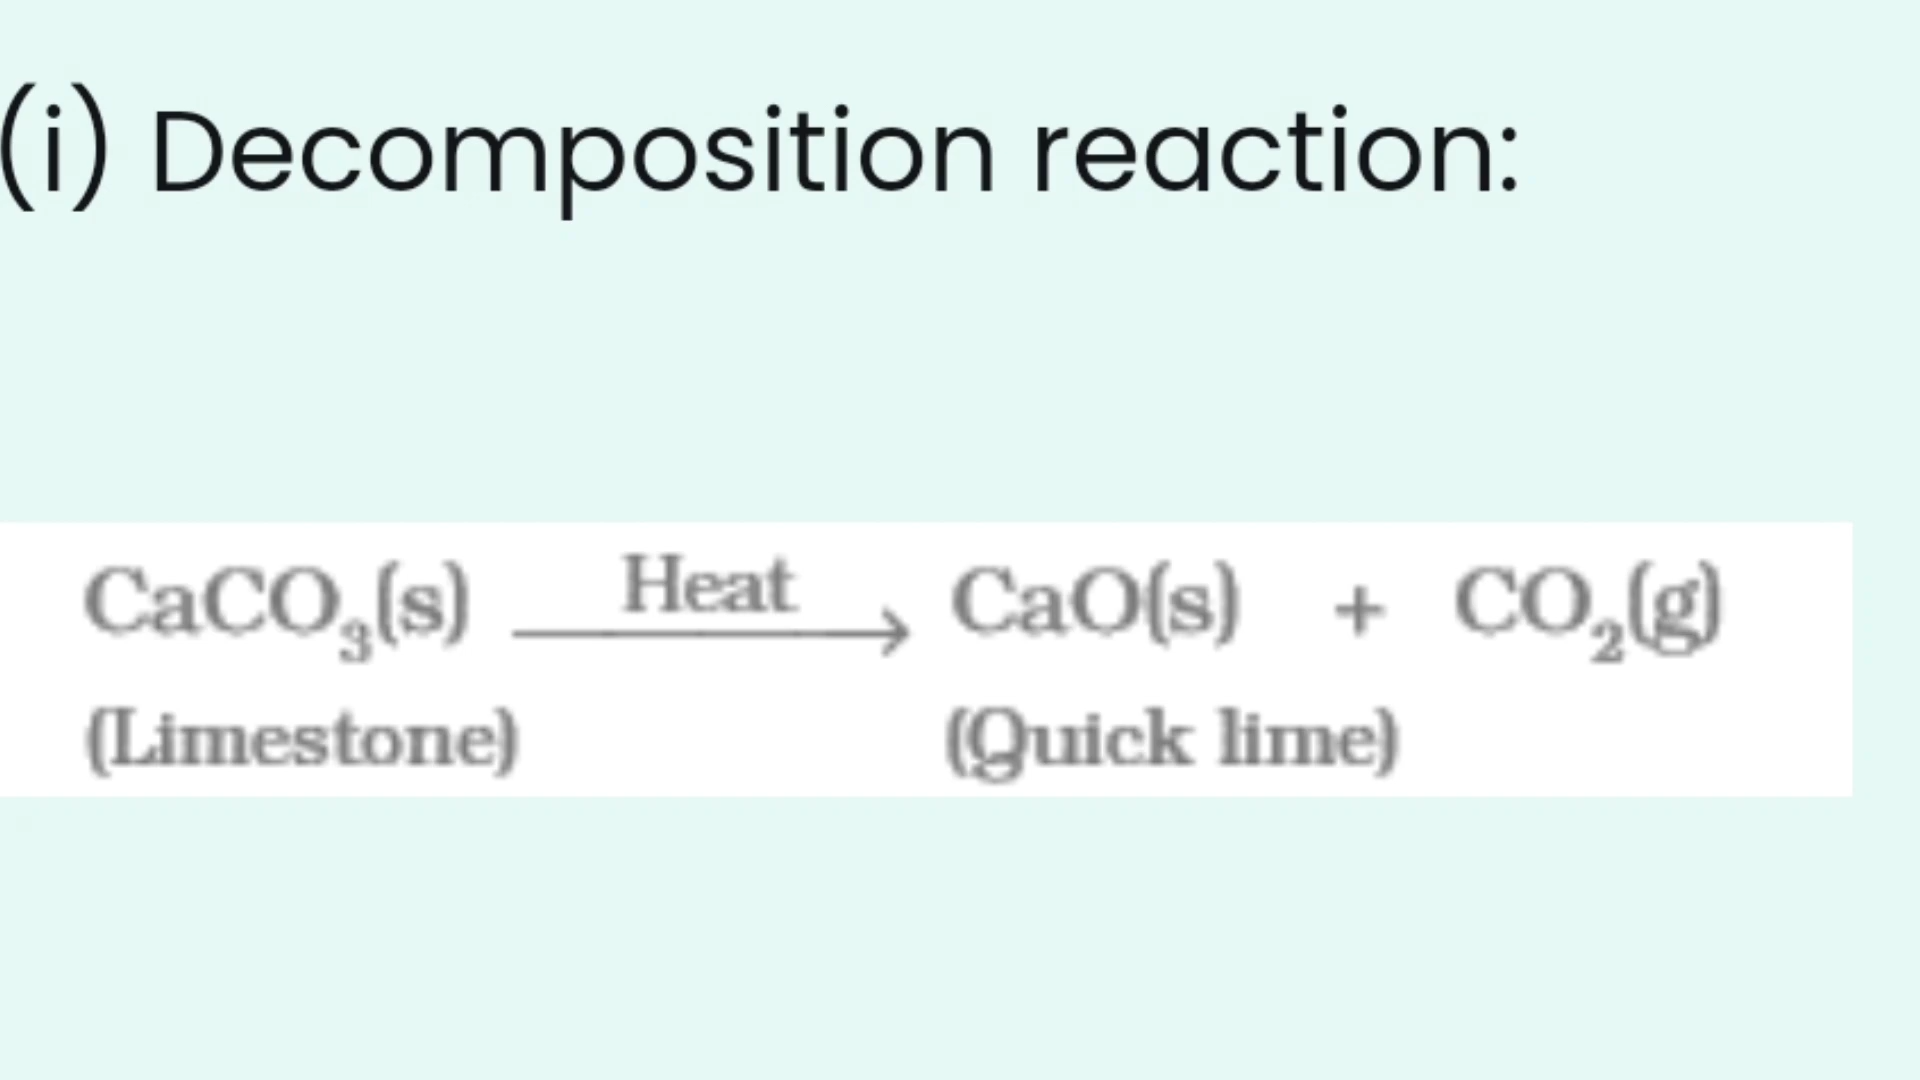 (i) Decomposition reaction:
CaCO₃(s) Heat → CaO(s) + CO₂(g)
(Limestone) (Quick lime)